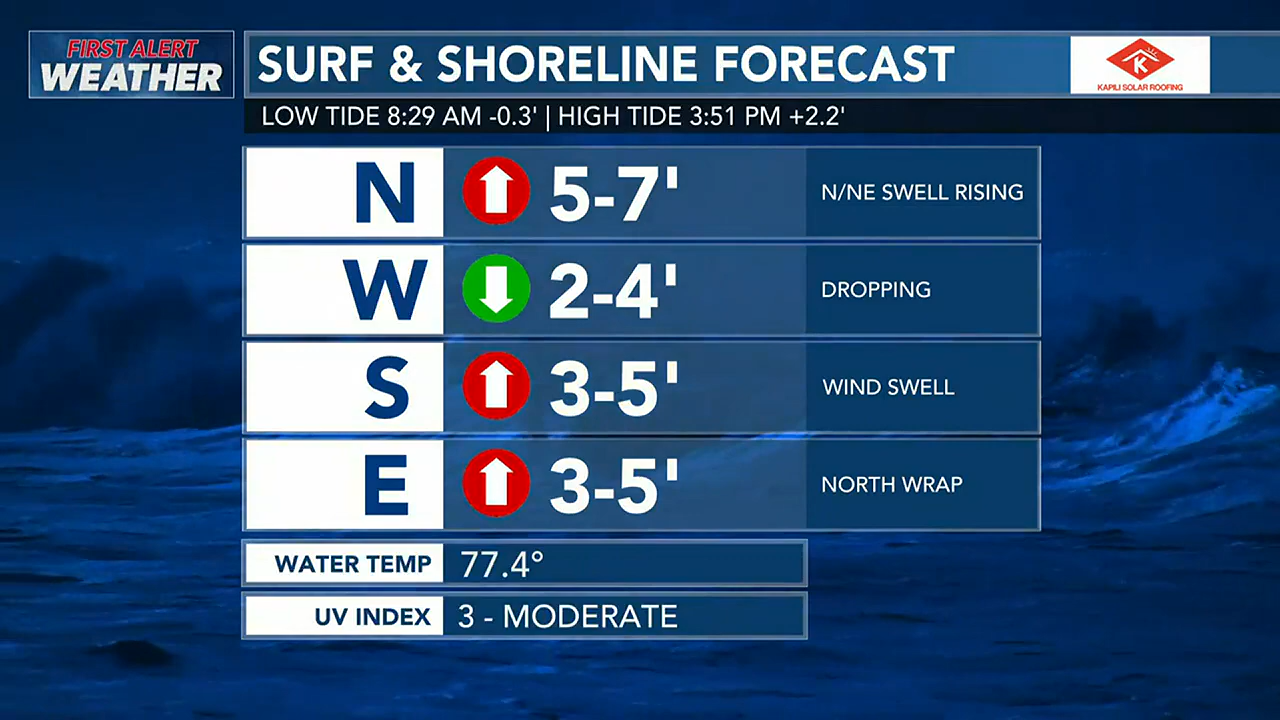 FIRST ALERT
WEATHER
SURF & SHORELINE FORECAST
K
KAPILI SOLAR ROOFING
LOW TIDE 8:29 AM -0.3' | HIGH TIDE 3:51 PM +2.2'
N 5-7' N/NE SWELL RISING
W 2-4' DROPPING
S 3-5' WIND SWELL
E 3-5' NORTH WRAP
WATER TEMP 77.4°
UV INDEX 3 - MODERATE